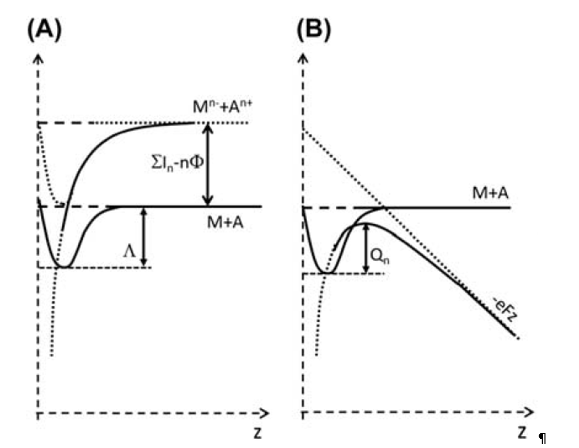 (A)
(B)
Mⁿ⁻+Aⁿ⁺
ΣIₙ-nΦ
M+A
Λ
z
M+A
Qₙ
-eFz
z
¶